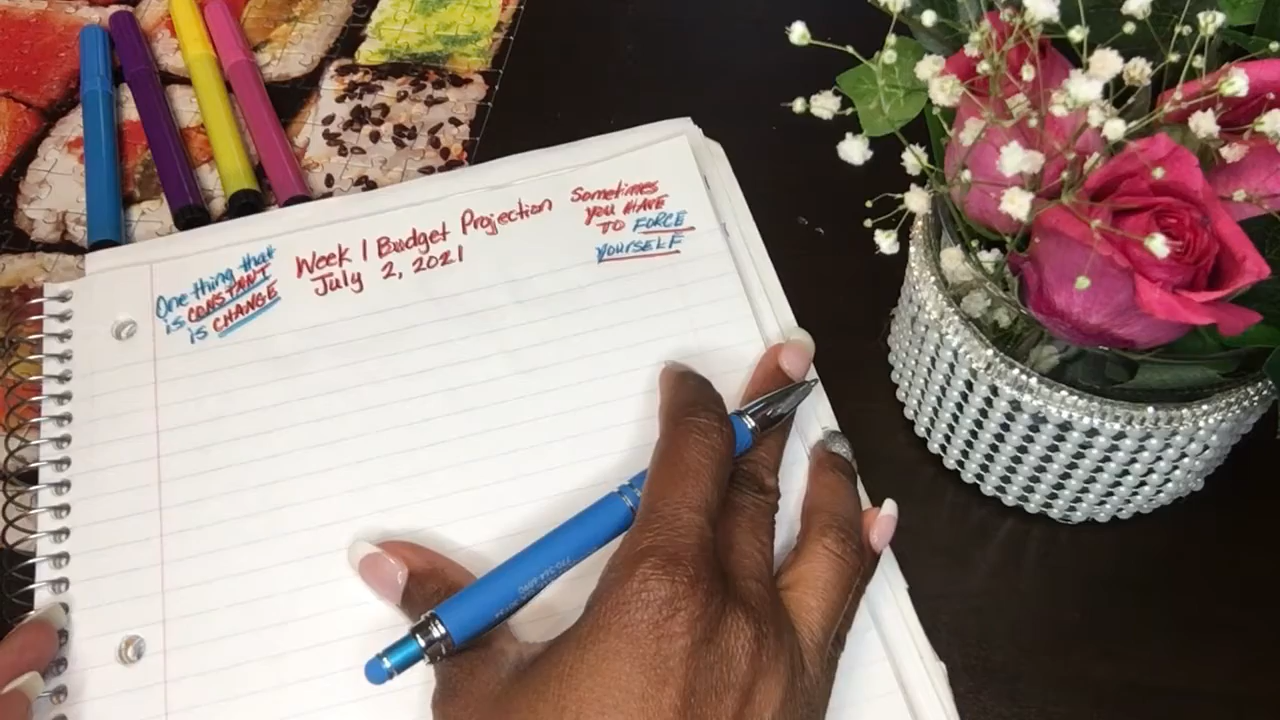 One thing that
is CONSTANT
is CHANGE
Week 1 Budget Projection
July 2, 2021
Sometimes
YOU HAVE
TO FORCE
YOURSELF